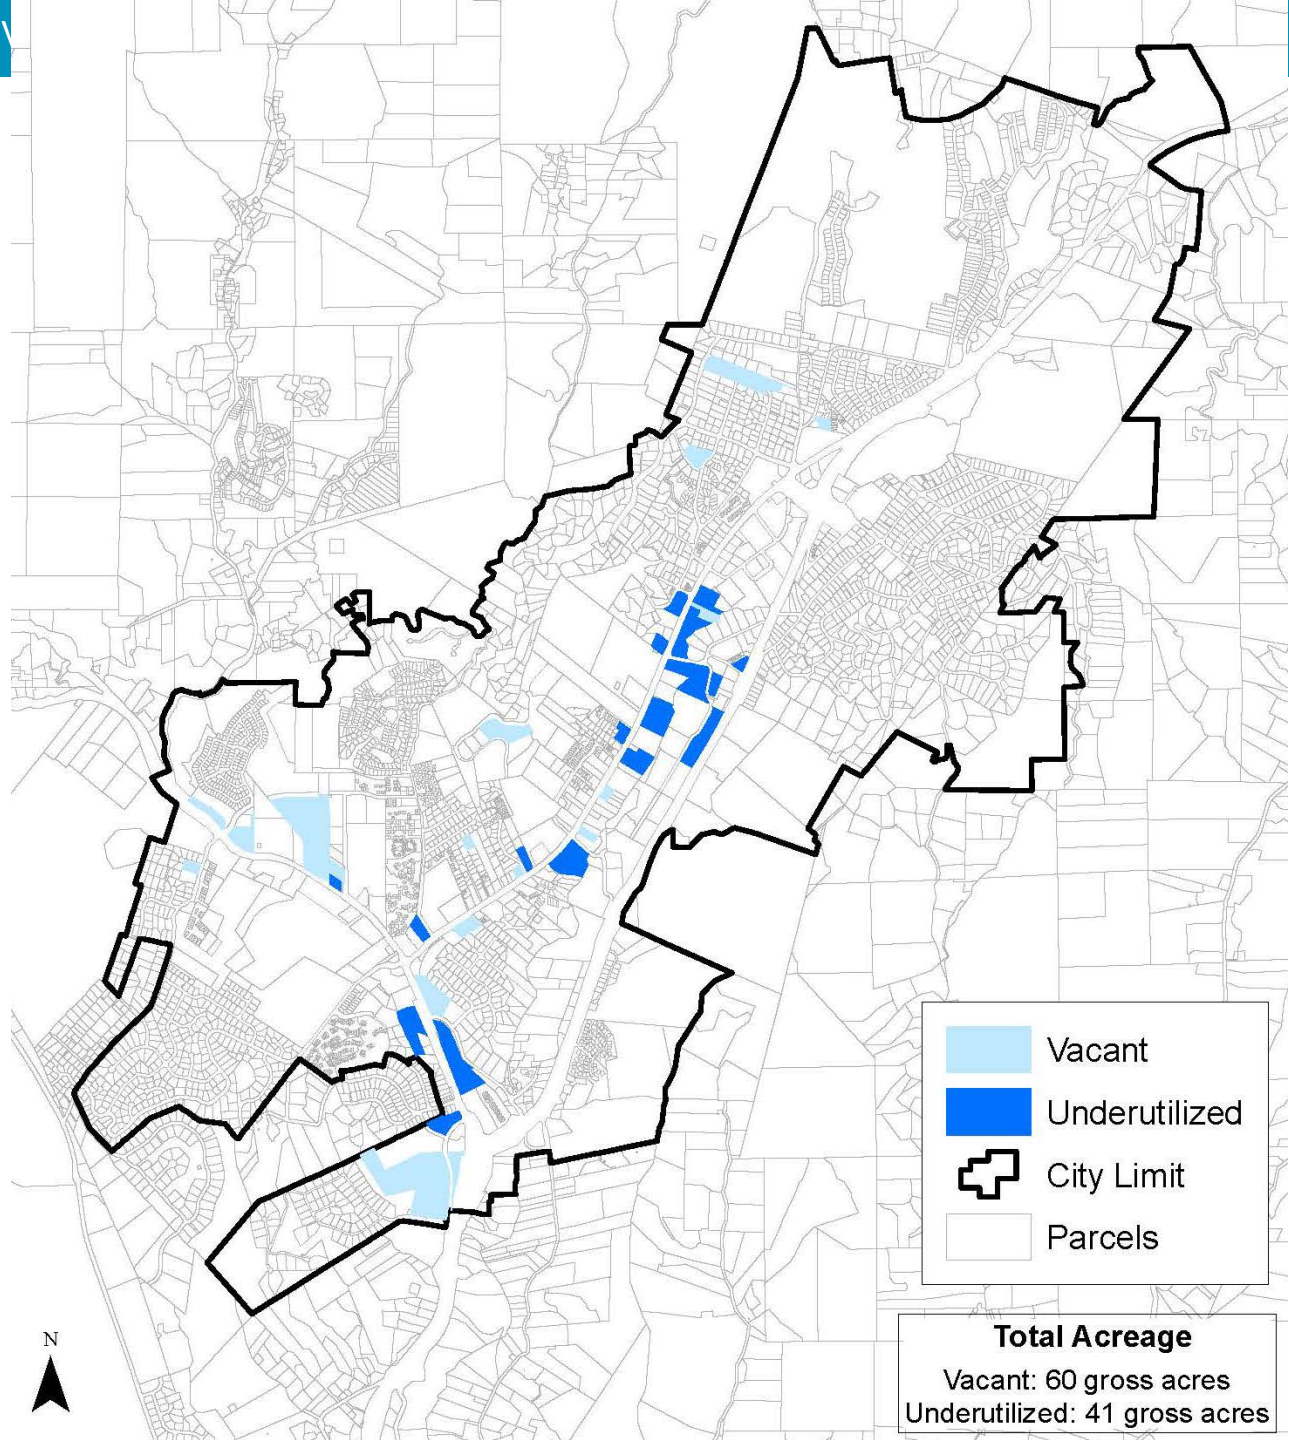 Vacant
Underutilized
City Limit
Parcels
N
Total Acreage
Vacant: 60 gross acres
Underutilized: 41 gross acres